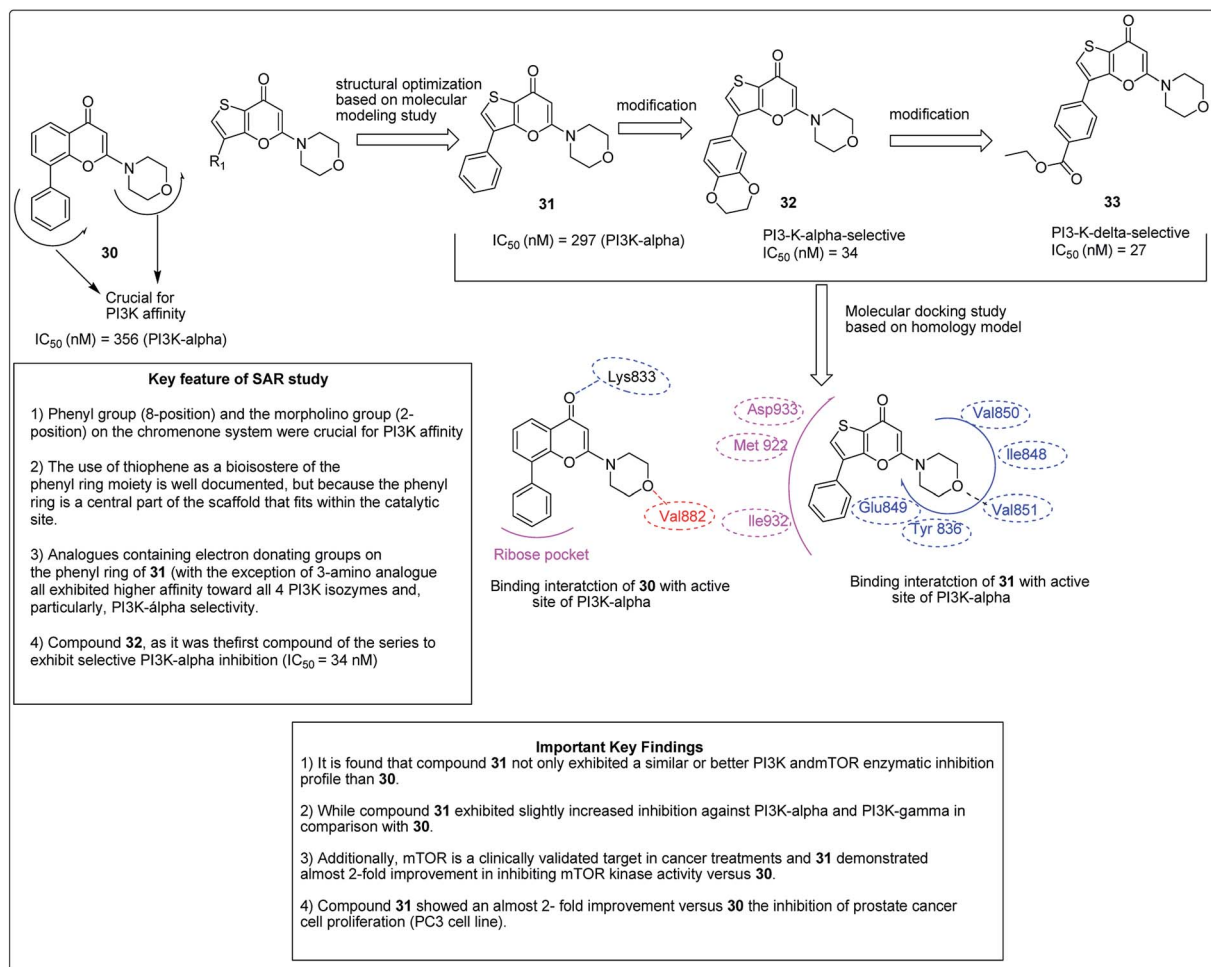 structural optimization
based on molecular
modeling study
modification
modification
O
O
N
O
30
S
O
O
N
O
R1
S
O
O
N
O
31
S
O
O
N
O
O
O
32
S
O
O
N
O
O
O
33
Crucial for
PI3K affinity
IC50 (nM) = 356 (PI3K-alpha)
IC50 (nM) = 297 (PI3K-alpha)
PI3-K-alpha-selective
IC50 (nM) = 34
PI3-K-delta-selective
IC50 (nM) = 27
Molecular docking study
based on homology model
Key feature of SAR study
1) Phenyl group (8-position) and the morpholino group (2-
position) on the chromenone system were crucial for PI3K affinity
2) The use of thiophene as a bioisostere of the
phenyl ring moiety is well documented, but because the phenyl
ring is a central part of the scaffold that fits within the catalytic
site.
3) Analogues containing electron donating groups on
the phenyl ring of 31 (with the exception of 3-amino analogue
all exhibited higher affinity toward all 4 PI3K isozymes and,
particularly, PI3K-álpha selectivity.
4) Compound 32, as it was thefirst compound of the series to
exhibit selective PI3K-alpha inhibition (IC50 = 34 nM)
Lys833
O
O
N
O
Val882
Ribose pocket
Binding interatction of 30 with active
site of PI3K-alpha
Asp933
Met 922
Ile932
S
O
O
N
O
Val850
Ile848
Val851
Glu849
Tyr 836
Binding interatction of 31 with active
site of PI3K-alpha
Important Key Findings
1) It is found that compound 31 not only exhibited a similar or better PI3K andmTOR enzymatic inhibition
profile than 30.
2) While compound 31 exhibited slightly increased inhibition against PI3K-alpha and PI3K-gamma in
comparison with 30.
3) Additionally, mTOR is a clinically validated target in cancer treatments and 31 demonstrated
almost 2-fold improvement in inhibiting mTOR kinase activity versus 30.
4) Compound 31 showed an almost 2- fold improvement versus 30 the inhibition of prostate cancer
cell proliferation (PC3 cell line).